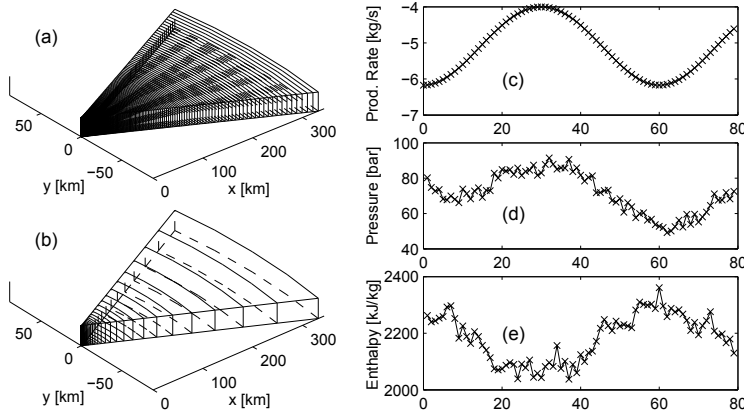 (a)
50
0
−50
y [km]
0
100
200
300
x [km]
(b)
50
0
−50
y [km]
0
100
200
300
x [km]
Prod. Rate [kg/s]
−4
−5
−6
−7
(c)
0 20 40 60 80
Pressure [bar]
100
80
60
40
(d)
0 20 40 60 80
Enthalpy [kJ/kg]
2400
2200
2000
(e)
0 20 40 60 80